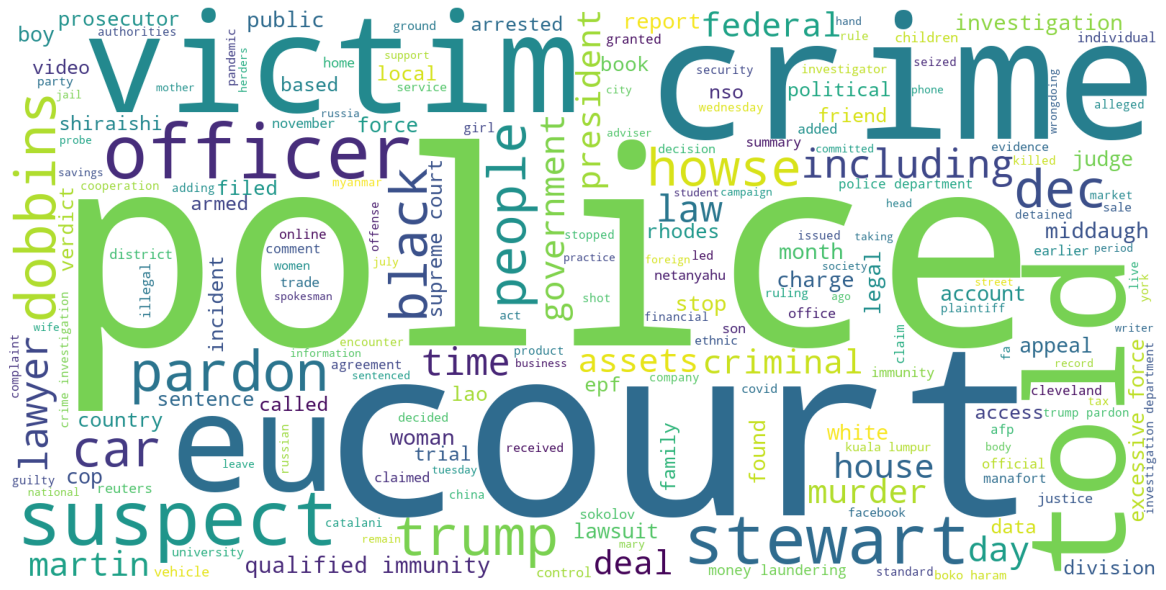 prosecutor
public
arrested
report
federal
granted
hand
rule
children
investigation
boy
authorities
ground
individual
victim
crime
video
pandemic
herders
home
support
local
service
president
book
city
security
nso
wednesday
investigator
political
friend
phone
seized
wrongdoing
alleged
party
jail
mother
based
russia
dobbins
shiraishi
november
force
girl
adviser
summary
added
probe
officer
people
government
decision
committed
evidence
killed
judge
savings
cooperation
verdict
adding
filed
armed
myanmar
offense
black
supreme court
howse
including
student
campaign
police department
head
dec
market
sale
detained
police
law
rhodes
stopped
practice
issued
taking
middaugh
district
online
comment
women
trade
spokesman
july
illegal
incident
foreign
led
netanyahu
month
society
charge
ruling
ago
office
legal
earlier
period
live
york
told
street
account
plaintiff
shot
act
stop
financial
son
ethnic
claim
fa
appeal
writer
wife
crime investigation
encounter
information
agreement
sentenced
time
product
business
assets
criminal
immunity
record
complaint
lawyer
pardon
sentence
called
lao
epf
company
covid
cleveland
tax
excessive force
investigation department
country
car
eu
court
decided
woman
trial
received
family
found
white
kuala lumpur
access
trump pardon
afp
body
official
manafort
guilty
national
cop
reuters
leave
russian
claimed
tuesday
china
house
murder
facebook
justice
suspect
catalani
trump
sokolov
lawsuit
stewart
data
university
remain
mary
day
martin
vehicle
qualified immunity
control
deal
money laundering
standard
boko haram
division